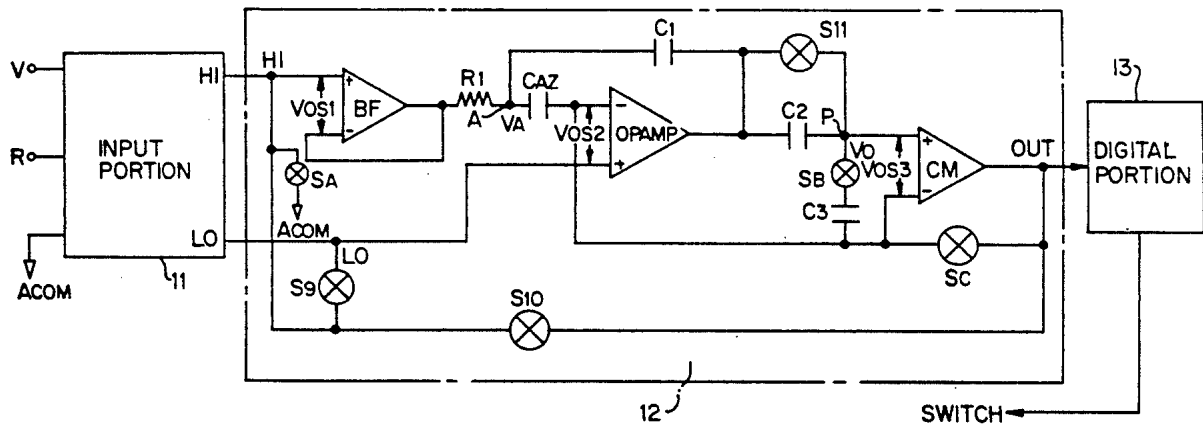 V
R
ACOM
INPUT
PORTION
HI
LO
11
HI
VOS1
+
-
BF
SA
ACOM
LO
S9
S10
R1
A
VA
CAZ
C1
VOS2
-
+
OPAMP
S11
C2
P
VO
SB
C3
VOS3
+
-
CM
SC
OUT
13
DIGITAL
PORTION
12
SWITCH